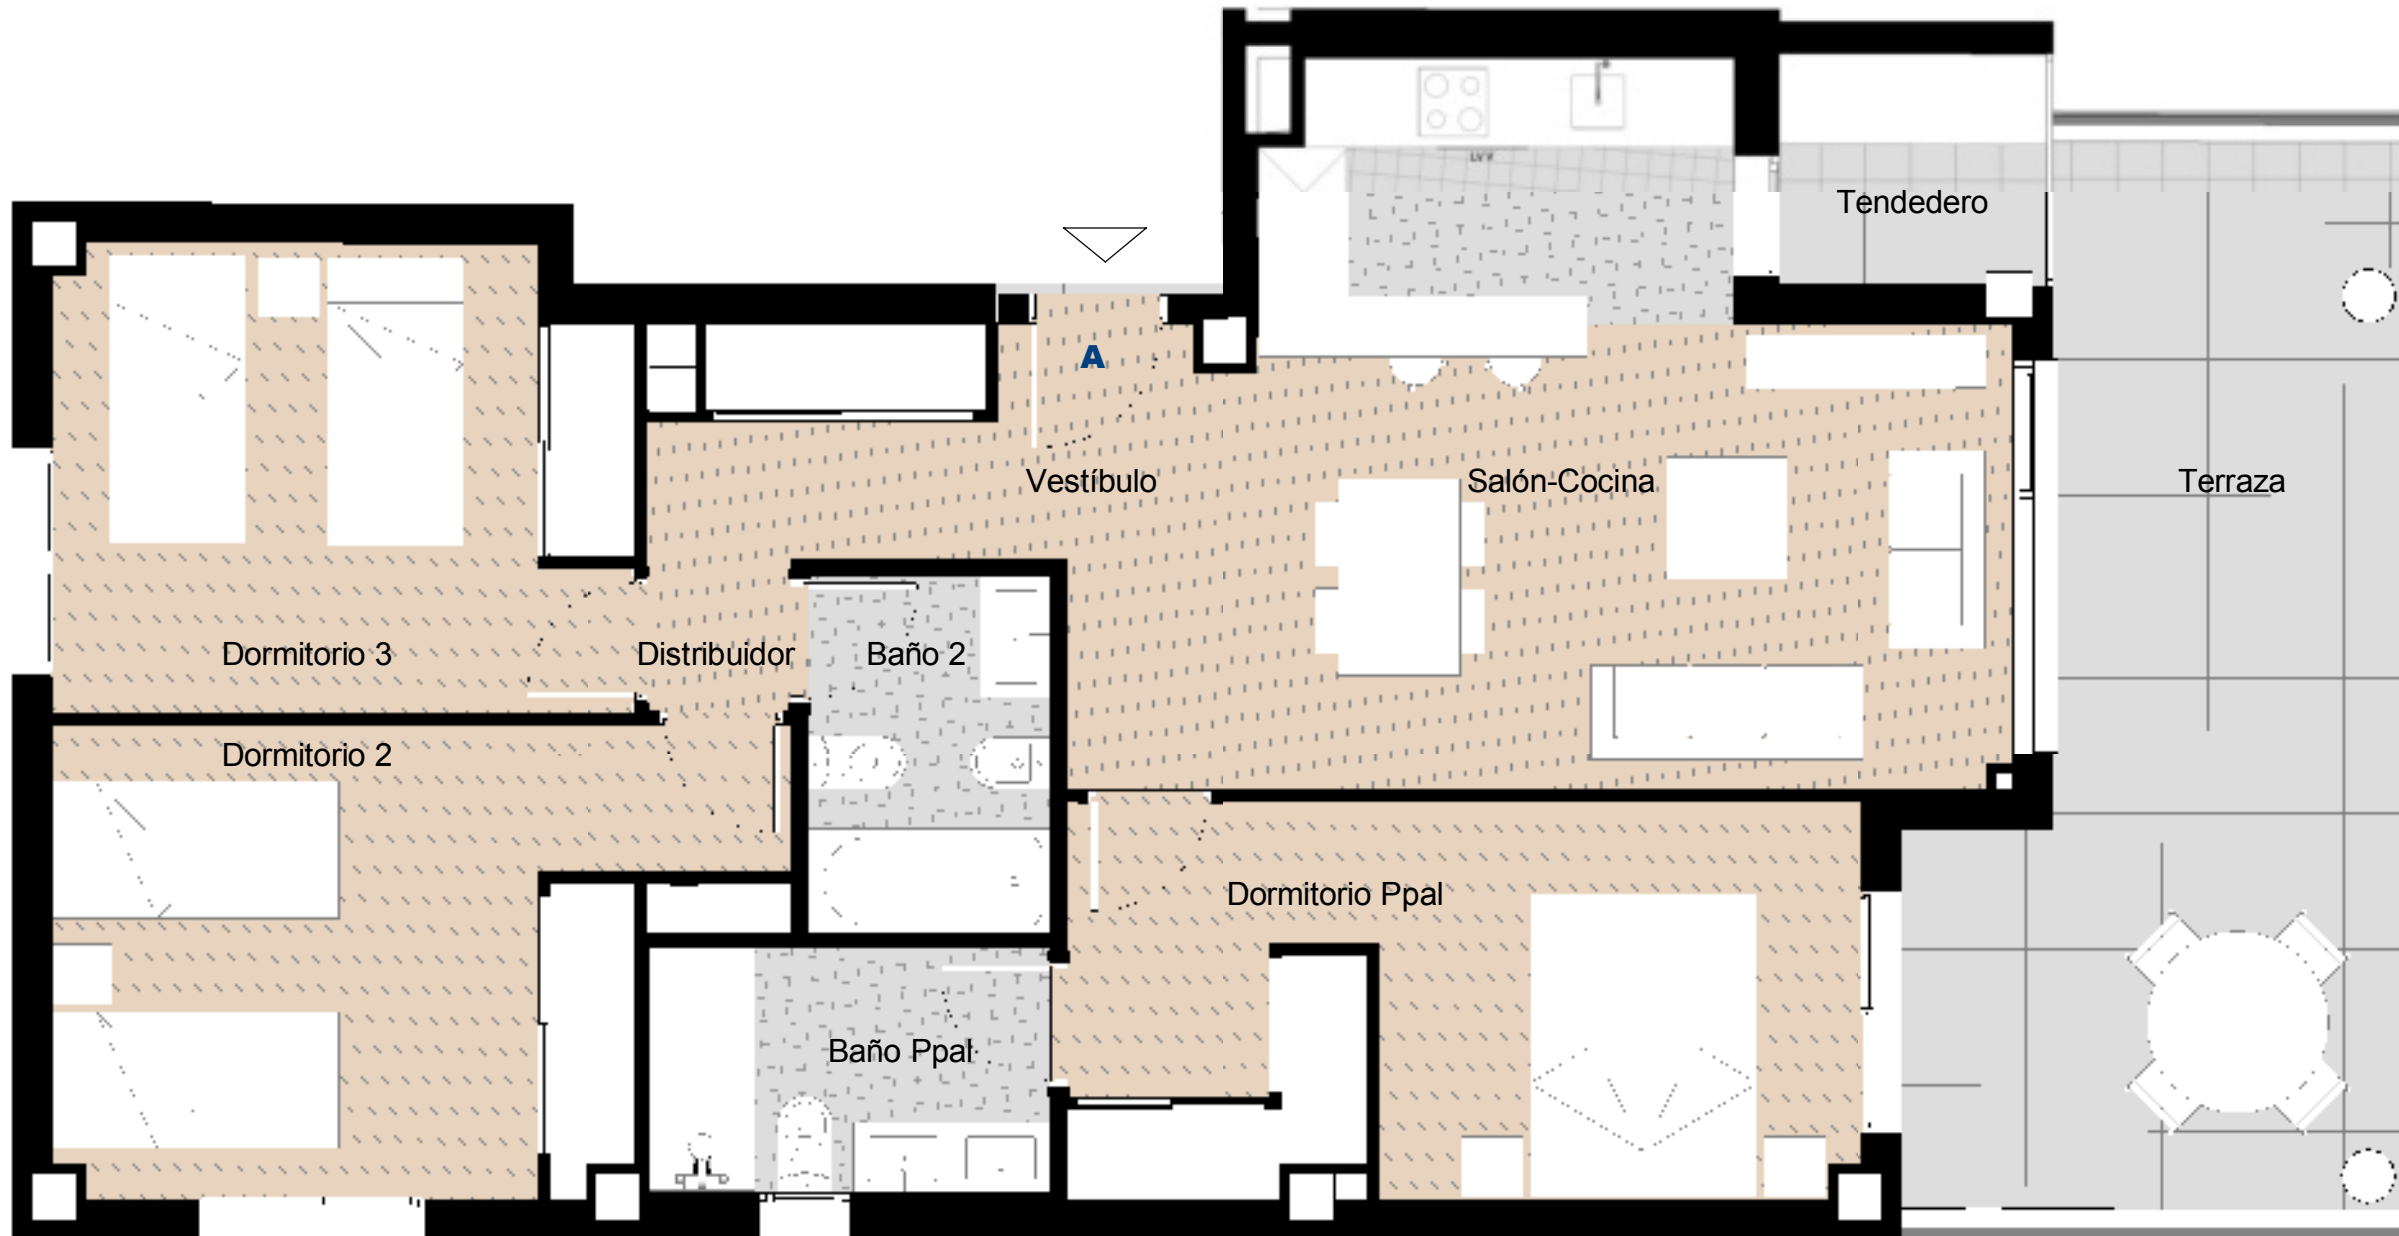 Tendedero
A
Vestíbulo
Salón-Cocina
Terraza
Dormitorio 3
Distribuidor
Baño 2
Dormitorio 2
Dormitorio Ppal
Baño Ppal